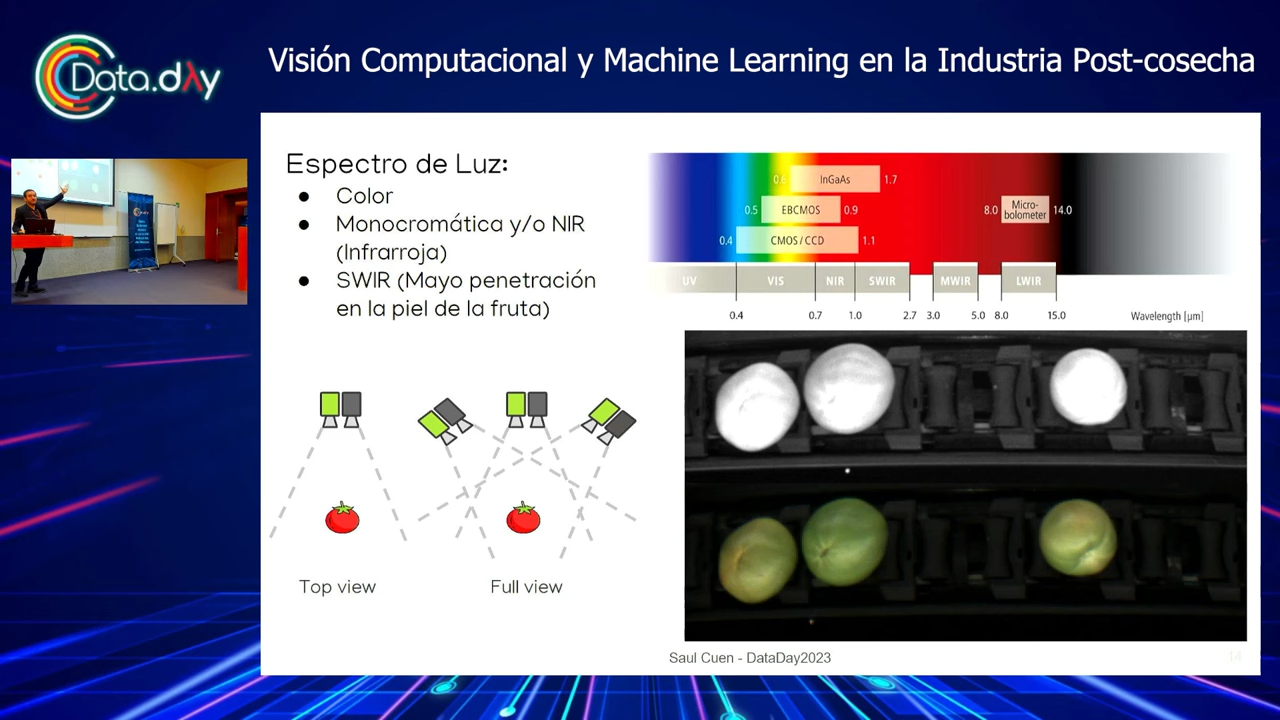 Data.dλy
Visión Computacional y Machine Learning en la Industria Post-cosecha
Espectro de Luz:
● Color
● Monocromática y/o NIR
(Infrarroja)
● SWIR (Mayo penetración
en la piel de la fruta)
InGaAs 1.7
0.5 EBCMOS 0.9
8.0 Micro-
bolometer 14.0
0.4 CMOS/CCD 1.1
UV VIS NIR SWIR MWIR LWIR
0.4 0.7 1.0 2.7 3.0 5.0 8.0 15.0 Wavelength [µm]
Top view
Full view
Saul Cuen - DataDay2023
14